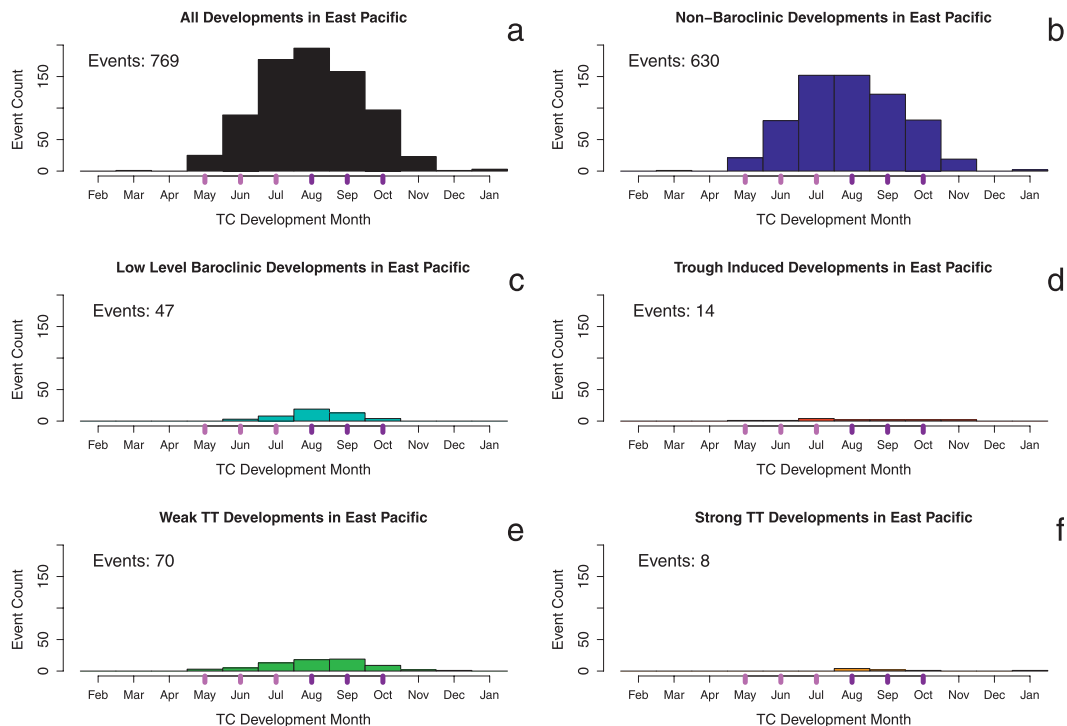 All Developments in East Pacific
a
Events: 769
Event Count
0 50 150
Feb Mar Apr May Jun Jul Aug Sep Oct Nov Dec Jan
TC Development Month
Non−Baroclinic Developments in East Pacific
b
Events: 630
Event Count
0 50 150
Feb Mar Apr May Jun Jul Aug Sep Oct Nov Dec Jan
TC Development Month
Low Level Baroclinic Developments in East Pacific
c
Events: 47
Event Count
0 50 150
Feb Mar Apr May Jun Jul Aug Sep Oct Nov Dec Jan
TC Development Month
Trough Induced Developments in East Pacific
d
Events: 14
Event Count
0 50 150
Feb Mar Apr May Jun Jul Aug Sep Oct Nov Dec Jan
TC Development Month
Weak TT Developments in East Pacific
e
Events: 70
Event Count
0 50 150
Feb Mar Apr May Jun Jul Aug Sep Oct Nov Dec Jan
TC Development Month
Strong TT Developments in East Pacific
f
Events: 8
Event Count
0 50 150
Feb Mar Apr May Jun Jul Aug Sep Oct Nov Dec Jan
TC Development Month